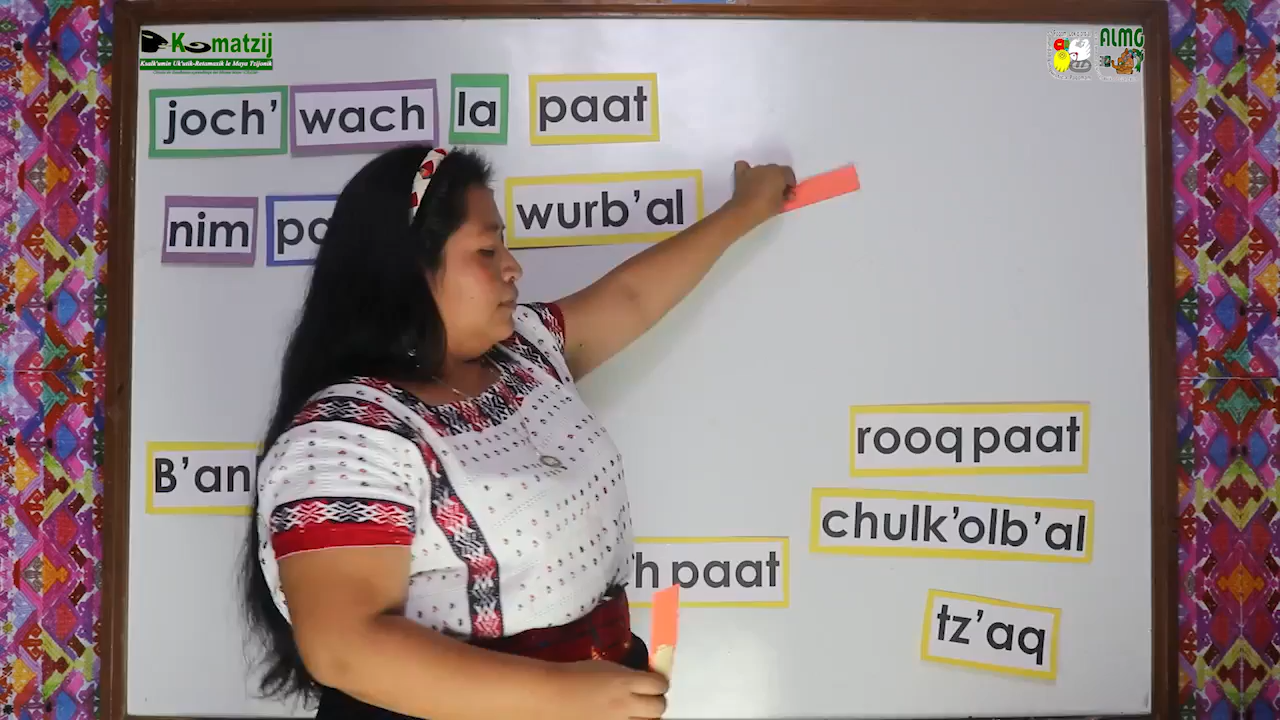 Komatzij
ALMG
joch’ wach la paat
nim wurb’al
rooq paat
B’an
chulk’olb’al
h paat
tz’aq